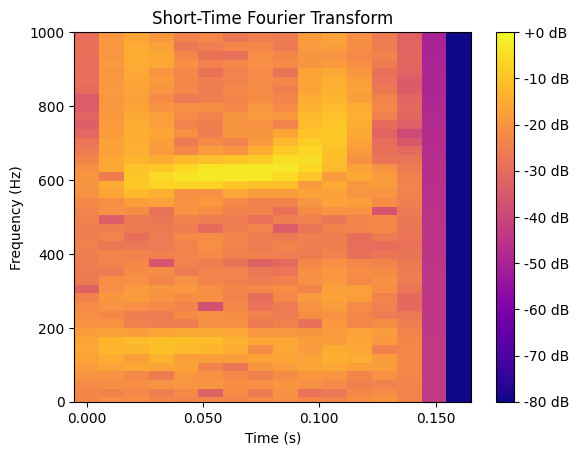 Short-Time Fourier Transform
1000
800
600
400
200
0
Frequency (Hz)
0.000
0.050
0.100
0.150
Time (s)
+0 dB
-10 dB
-20 dB
-30 dB
-40 dB
-50 dB
-60 dB
-70 dB
-80 dB